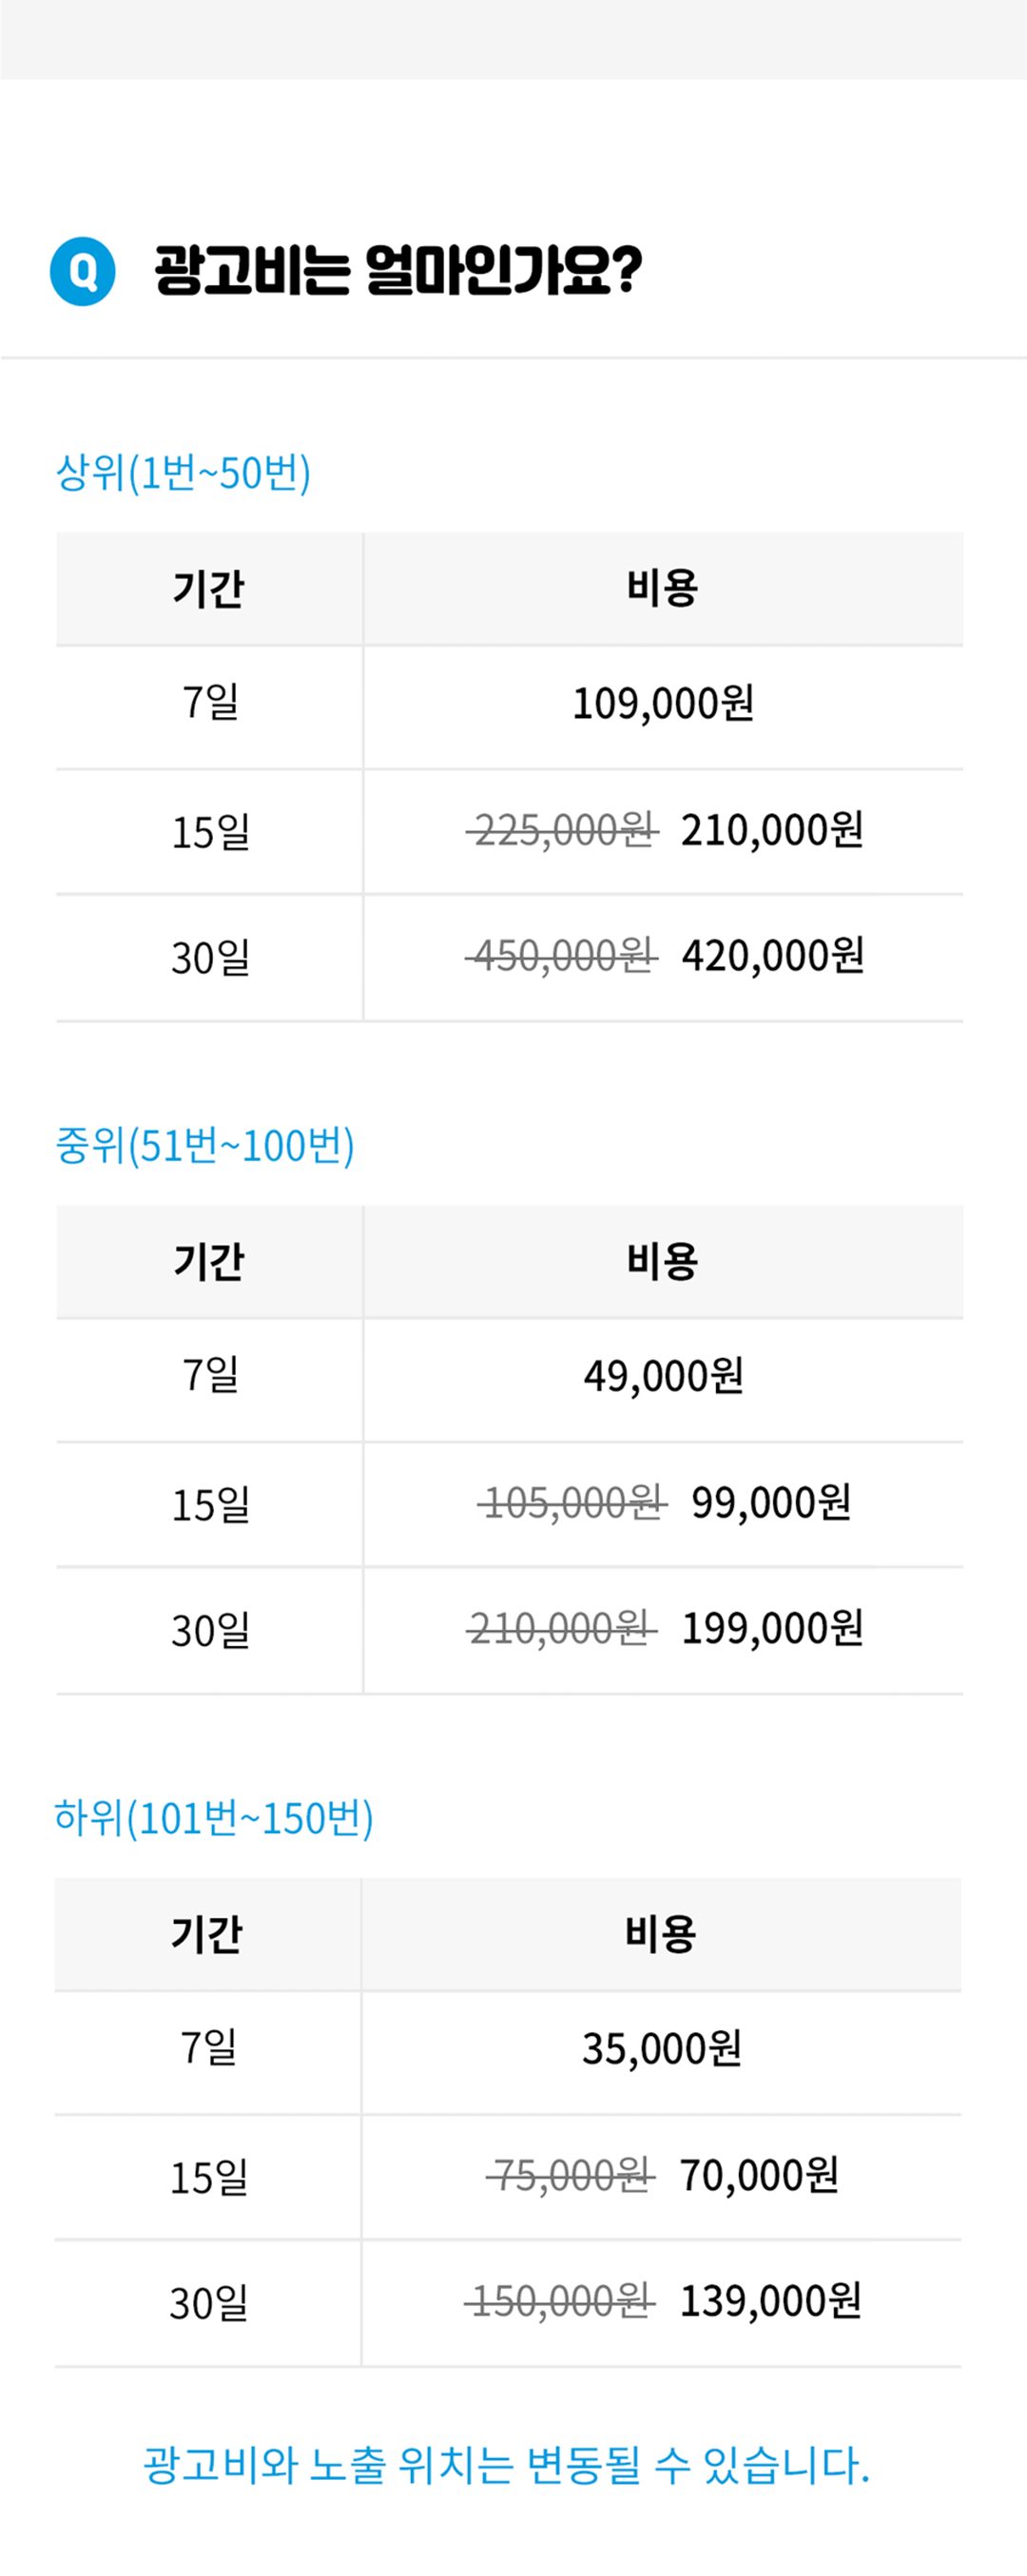 Q 광고비는 얼마인가요?
상위(1번~50번)
기간 비용
7일 109,000원
15일 225,000원 210,000원
30일 450,000원 420,000원
중위(51번~100번)
기간 비용
7일 49,000원
15일 105,000원 99,000원
30일 210,000원 199,000원
하위(101번~150번)
기간 비용
7일 35,000원
15일 75,000원 70,000원
30일 150,000원 139,000원
광고비와 노출 위치는 변동될 수 있습니다.